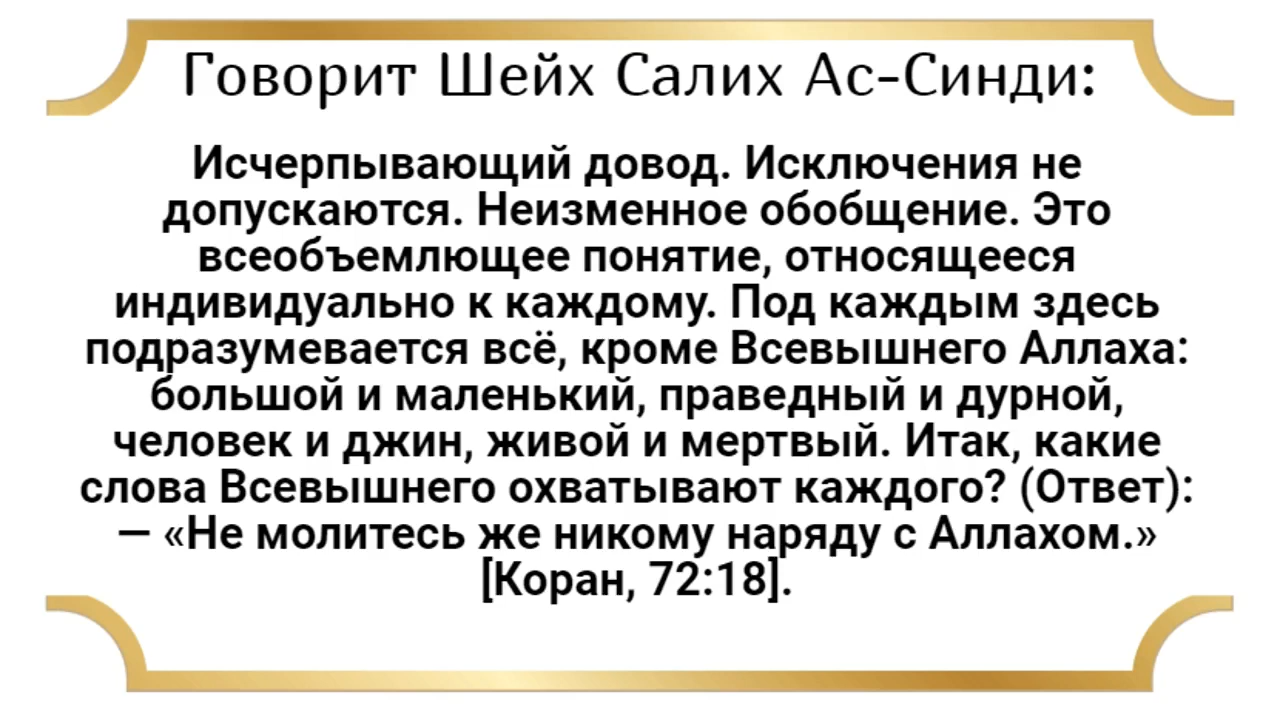 Говорит Шейх Салих Ас-Синди:
Исчерпывающий довод. Исключения не
допускаются. Неизменное обобщение. Это
всеобъемлющее понятие, относящееся
индивидуально к каждому. Под каждым здесь
подразумевается всё, кроме Всевышнего Аллаха:
большой и маленький, праведный и дурной,
человек и джин, живой и мертвый. Итак, какие
слова Всевышнего охватывают каждого? (Ответ):
— «Не молитесь же никому наряду с Аллахом.»
[Коран, 72:18].